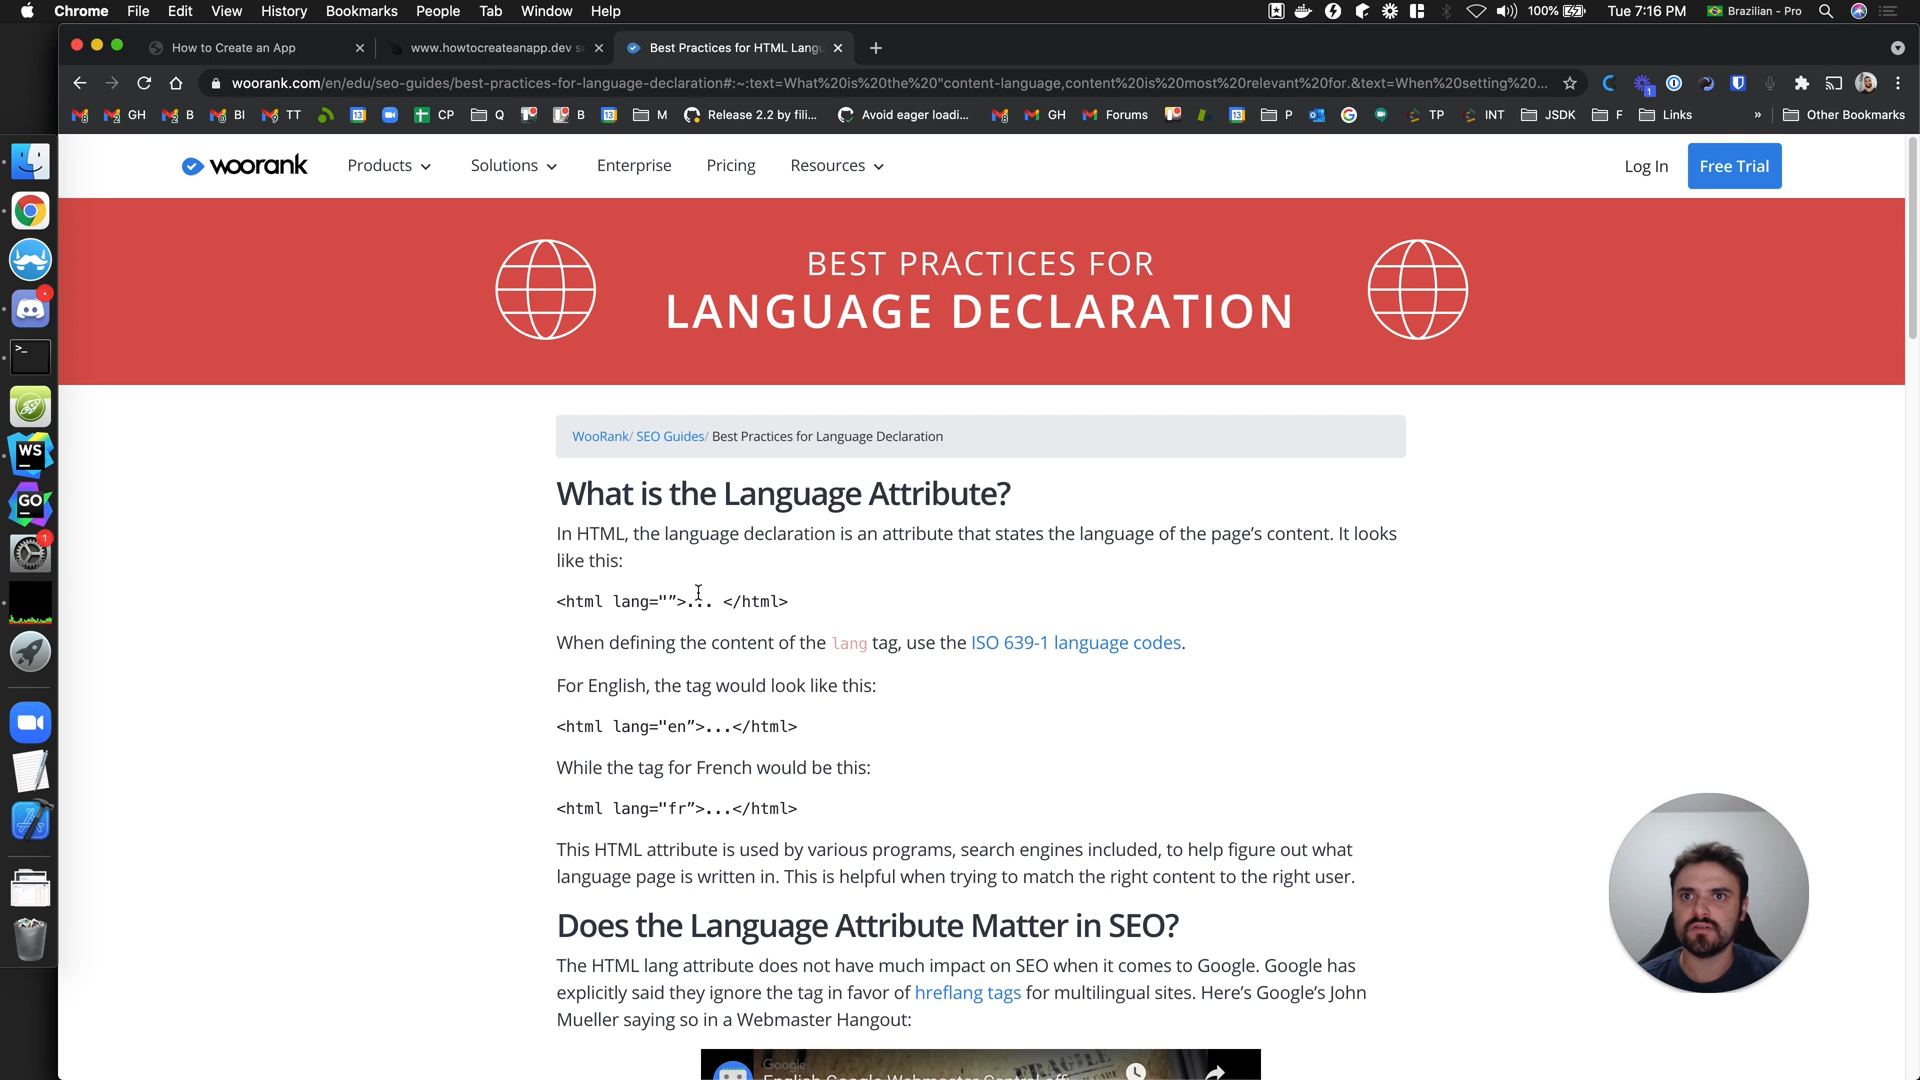 Chrome File Edit View History Bookmarks People Tab Window Help 100% Tue 7:16 PM Brazilian - Pro
How to Create an App www.howtocreateanapp.dev se Best Practices for HTML Langu
woorank.com/en/edu/seo-guides/best-practices-for-language-declaration#:~:text=What%20is%20the%20"content-language,content%20is%20most%20relevant%20for.&text=When%20setting%20...
GH B BI TT 13 CP Q B 13 M Release 2.2 by fili... Avoid eager loadi... GH Forums 13 P TP INT JSDK F Links » Other Bookmarks
woorank Products Solutions Enterprise Pricing Resources Log In Free Trial
BEST PRACTICES FOR
LANGUAGE DECLARATION
WooRank/ SEO Guides/ Best Practices for Language Declaration
What is the Language Attribute?
In HTML, the language declaration is an attribute that states the language of the page’s content. It looks
like this:
<html lang="”>... </html>
When defining the content of the lang tag, use the ISO 639-1 language codes.
For English, the tag would look like this:
<html lang="en”>...</html>
While the tag for French would be this:
<html lang="fr”>...</html>
This HTML attribute is used by various programs, search engines included, to help figure out what
language page is written in. This is helpful when trying to match the right content to the right user.
Does the Language Attribute Matter in SEO?
The HTML lang attribute does not have much impact on SEO when it comes to Google. Google has
explicitly said they ignore the tag in favor of hreflang tags for multilingual sites. Here’s Google’s John
Mueller saying so in a Webmaster Hangout:
Google
WS
GO
1